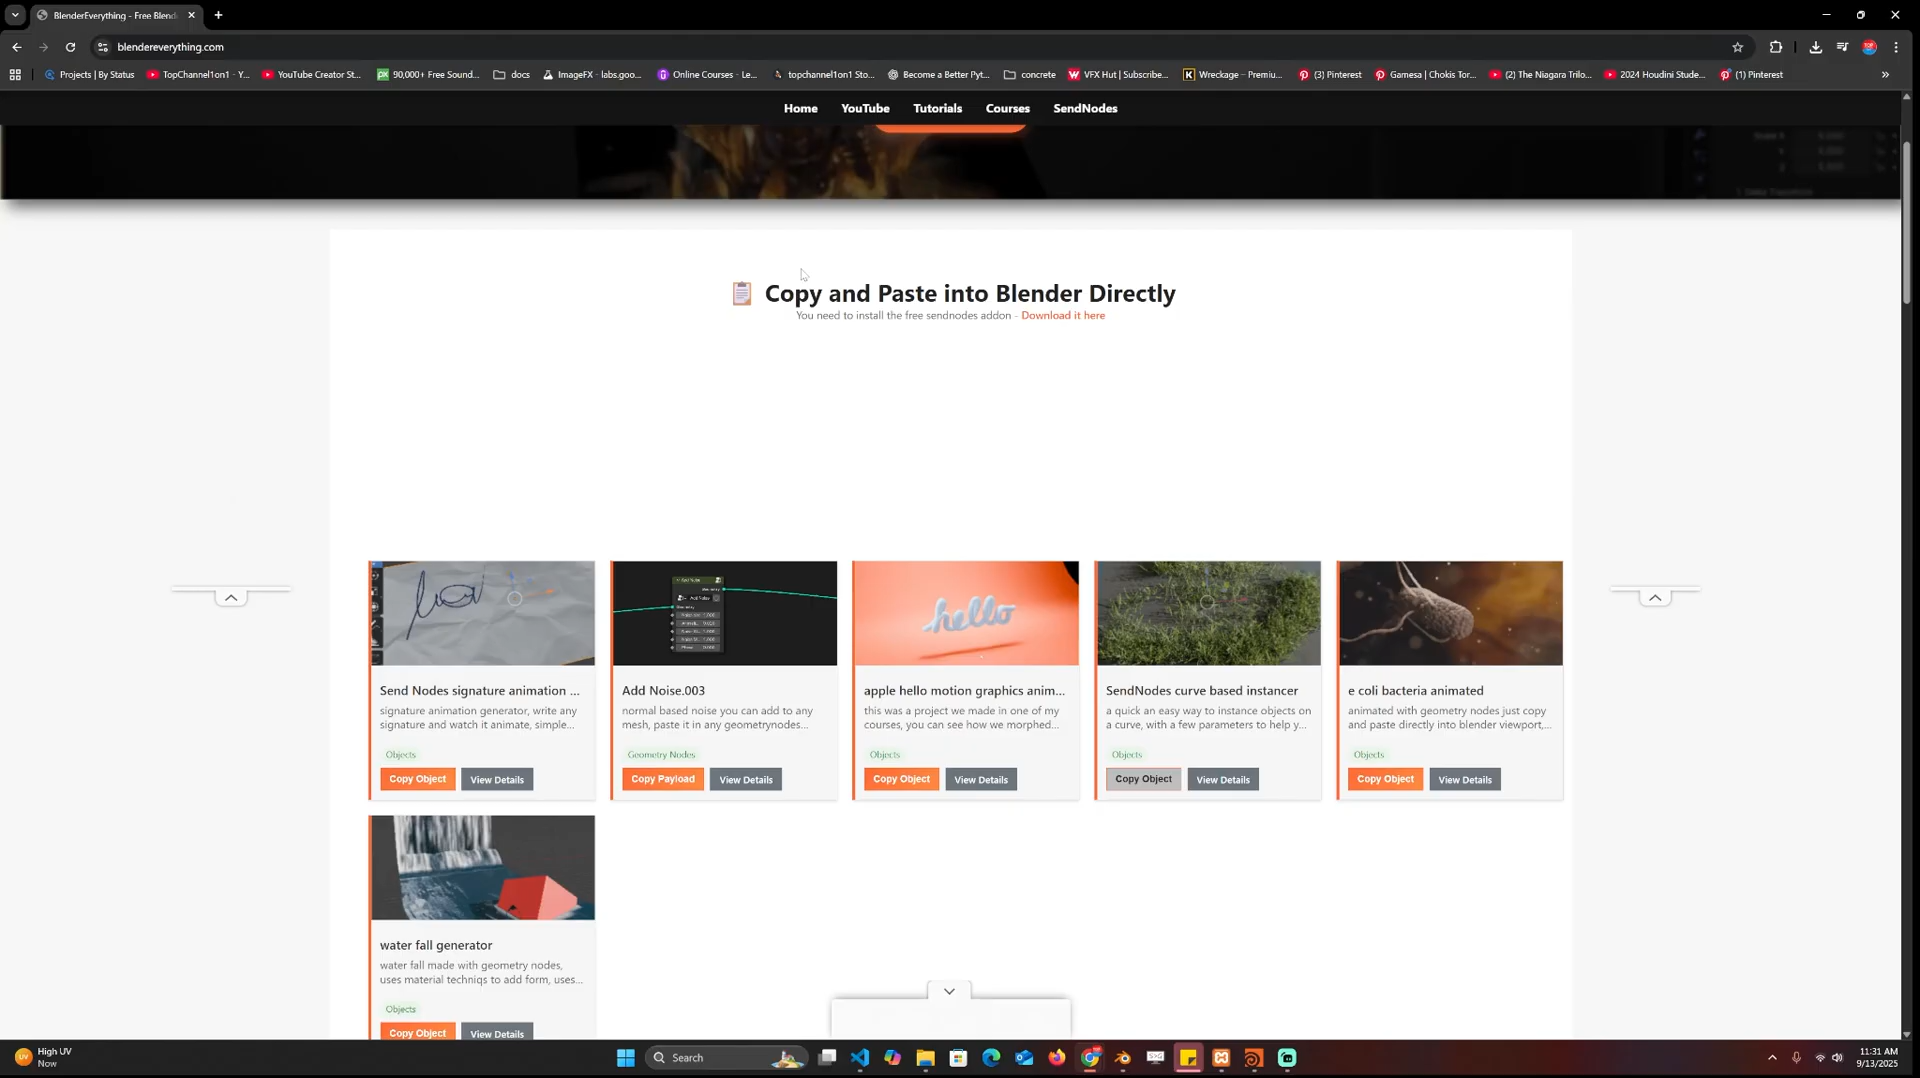 BlenderEverything - Free Blend
blendereverything.com
Projects | By Status
TopChannel1on1 - Y...
YouTube Creator St...
90,000+ Free Sound...
docs
ImageFX - labs.goo...
Online Courses - Le...
topchannel1on1 Sto...
Become a Better Pyt...
concrete
VFX Hut | Subscribe...
Wreckage – Premiu...
(3) Pinterest
Gamesa | Chokis Tor...
(2) The Niagara Trilo...
2024 Houdini Stude...
(1) Pinterest
Home YouTube Tutorials Courses SendNodes
Copy and Paste into Blender Directly
You need to install the free sendnodes addon - Download it here
Send Nodes signature animation ...
signature animation generator, write any
signature and watch it animate, simple...
Objects
Copy Object View Details
Add Noise.003
normal based noise you can add to any
mesh, paste it in any geometrynodes...
Geometry Nodes
Copy Payload View Details
hello
apple hello motion graphics anim...
this was a project we made in one of my
courses, you can see how we morphed...
Objects
Copy Object View Details
SendNodes curve based instancer
a quick an easy way to instance objects on
a curve, with a few parameters to help y...
Objects
Copy Object View Details
e coli bacteria animated
animated with geometry nodes just copy
and paste directly into blender viewport,...
Objects
Copy Object View Details
water fall generator
water fall made with geometry nodes,
uses material techniqs to add form, uses...
Objects
Copy Object View Details
High UV
Now
Search
11:31 AM
9/13/2025